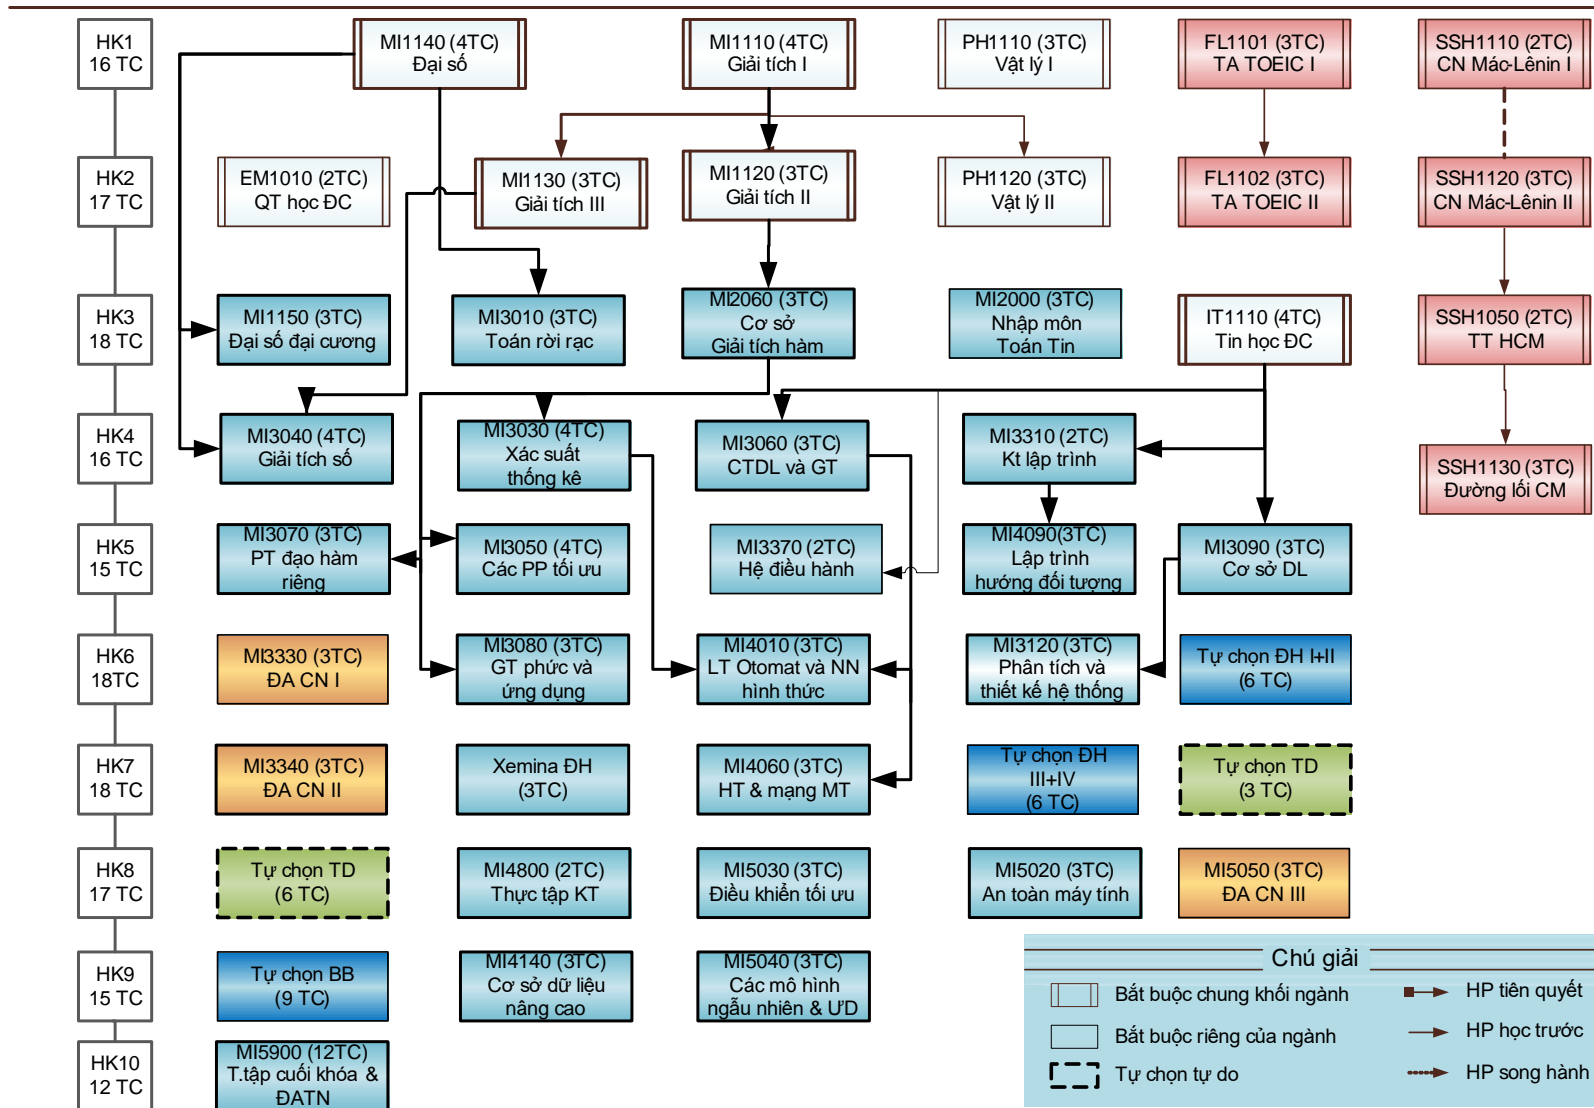 HK1
16 TC
MI1140 (4TC)
Đại số
MI1110 (4TC)
Giải tích I
PH1110 (3TC)
Vật lý I
FL1101 (3TC)
TA TOEIC I
SSH1110 (2TC)
CN Mác-Lênin I
HK2
17 TC
EM1010 (2TC)
QT học ĐC
MI1130 (3TC)
Giải tích III
MI1120 (3TC)
Giải tích II
PH1120 (3TC)
Vật lý II
FL1102 (3TC)
TA TOEIC II
SSH1120 (3TC)
CN Mác-Lênin II
HK3
18 TC
MI1150 (3TC)
Đại số đại cương
MI3010 (3TC)
Toán rời rạc
MI2060 (3TC)
Cơ sở
Giải tích hàm
MI2000 (3TC)
Nhập môn
Toán Tin
IT1110 (4TC)
Tin học ĐC
SSH1050 (2TC)
TT HCM
HK4
16 TC
MI3040 (4TC)
Giải tích số
MI3030 (4TC)
Xác suất
thống kê
MI3060 (3TC)
CTDL và GT
MI3310 (2TC)
Kt lập trình
SSH1130 (3TC)
Đường lối CM
HK5
15 TC
MI3070 (3TC)
PT đạo hàm
riêng
MI3050 (4TC)
Các PP tối ưu
MI3370 (2TC)
Hệ điều hành
MI4090(3TC)
Lập trình
hướng đối tượng
MI3090 (3TC)
Cơ sở DL
HK6
18TC
MI3330 (3TC)
ĐA CN I
MI3080 (3TC)
GT phức và
ứng dụng
MI4010 (3TC)
LT Otomat và NN
hình thức
MI3120 (3TC)
Phân tích và
thiết kế hệ thống
Tự chọn ĐH I+II
(6 TC)
HK7
18 TC
MI3340 (3TC)
ĐA CN II
Xemina ĐH
(3TC)
MI4060 (3TC)
HT & mạng MT
Tự chọn ĐH
III+IV
(6 TC)
Tự chọn TD
(3 TC)
HK8
17 TC
Tự chọn TD
(6 TC)
MI4800 (2TC)
Thực tập KT
MI5030 (3TC)
Điều khiển tối ưu
MI5020 (3TC)
An toàn máy tính
MI5050 (3TC)
ĐA CN III
HK9
15 TC
Tự chọn BB
(9 TC)
MI4140 (3TC)
Cơ sở dữ liệu
nâng cao
MI5040 (3TC)
Các mô hình
ngẫu nhiên & ƯD
HK10
12 TC
MI5900 (12TC)
T.tập cuối khóa &
ĐATN
Chú giải
Bắt buộc chung khối ngành
HP tiên quyết
Bắt buộc riêng của ngành
HP học trước
Tự chọn tự do
HP song hành